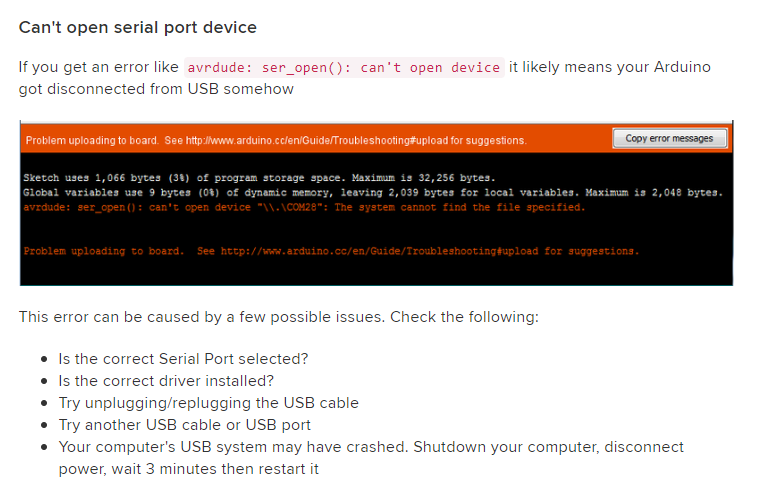 Can't open serial port device
If you get an error like avrdude: ser_open(): can't open device it likely means your Arduino
got disconnected from USB somehow
Problem uploading to board. See http://www.arduino.cc/en/Guide/Troubleshooting#upload for suggestions.
Copy error messages
Sketch uses 1,066 bytes (3%) of program storage space. Maximum is 32,256 bytes.
Global variables use 9 bytes (0%) of dynamic memory, leaving 2,039 bytes for local variables. Maximum is 2,048 bytes.
avrdude: ser_open(): can't open device "\\.\COM28": The system cannot find the file specified.
Problem uploading to board. See http://www.arduino.cc/en/Guide/Troubleshooting#upload for suggestions.
This error can be caused by a few possible issues. Check the following:
• Is the correct Serial Port selected?
• Is the correct driver installed?
• Try unplugging/replugging the USB cable
• Try another USB cable or USB port
• Your computer's USB system may have crashed. Shutdown your computer, disconnect
power, wait 3 minutes then restart it